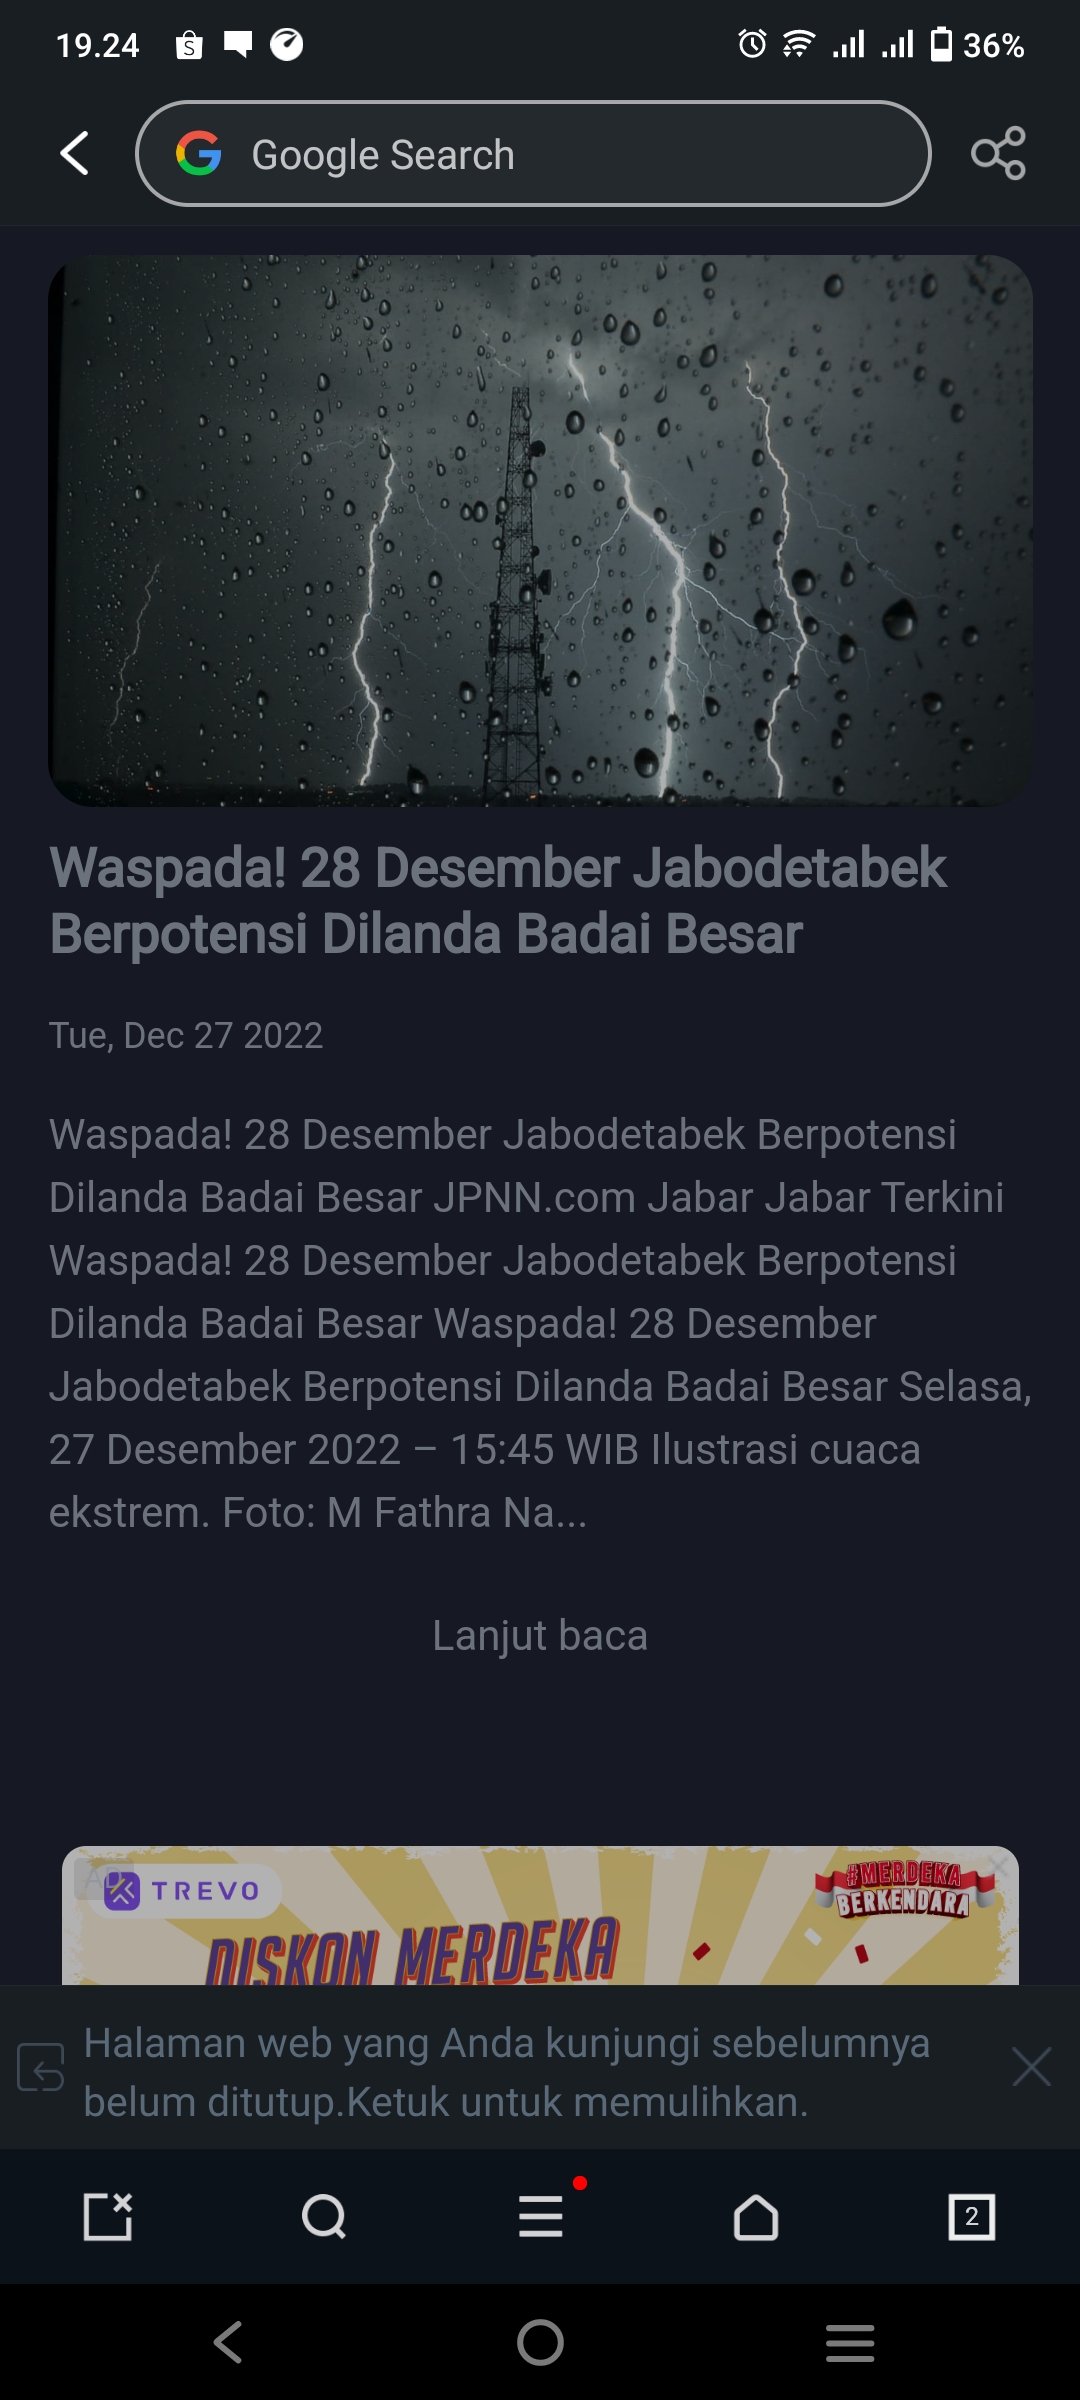 19.24
36%
Google Search
Waspada! 28 Desember Jabodetabek
Berpotensi Dilanda Badai Besar
Tue, Dec 27 2022
Waspada! 28 Desember Jabodetabek Berpotensi
Dilanda Badai Besar JPNN.com Jabar Jabar Terkini
Waspada! 28 Desember Jabodetabek Berpotensi
Dilanda Badai Besar Waspada! 28 Desember
Jabodetabek Berpotensi Dilanda Badai Besar Selasa,
27 Desember 2022 – 15:45 WIB Ilustrasi cuaca
ekstrem. Foto: M Fathra Na...
Lanjut baca
AD
TREVO
#MERDEKA
BERKENDARA
DISKON MERDEKA
Halaman web yang Anda kunjungi sebelumnya
belum ditutup.Ketuk untuk memulihkan.
2